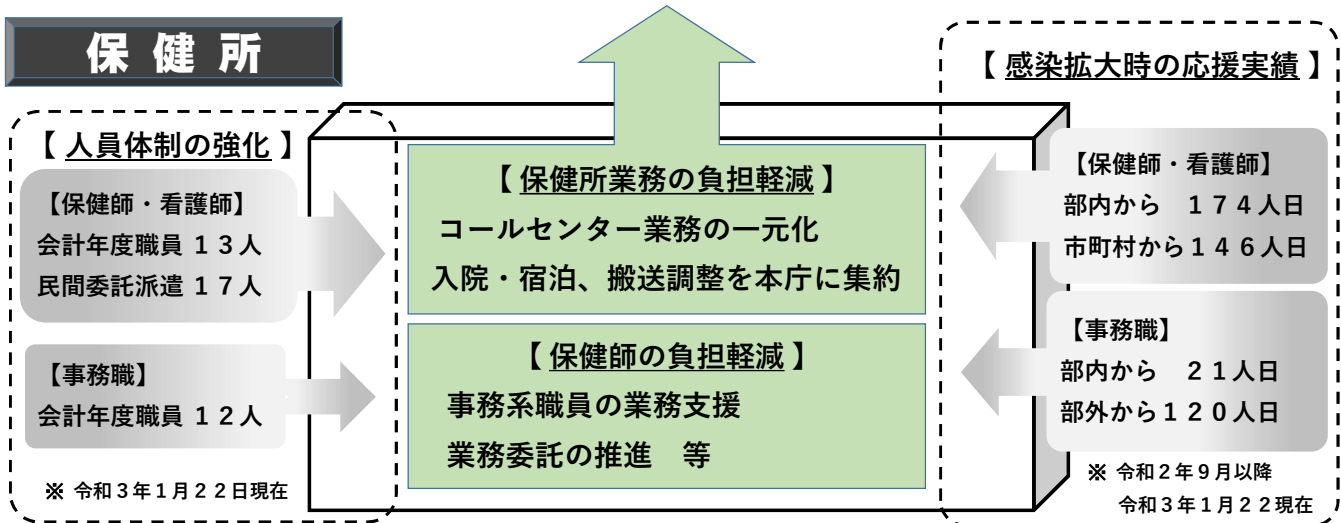 保健所
【 人員体制の強化 】
【保健師・看護師】
会計年度職員 １３人
民間委託派遣 １７人
【事務職】
会計年度職員 １２人
※ 令和３年１月２２日現在
【 保健所業務の負担軽減 】
コールセンター業務の一元化
入院・宿泊、搬送調整を本庁に集約
【 保健師の負担軽減 】
事務系職員の業務支援
業務委託の推進　等
【 感染拡大時の応援実績 】
【保健師・看護師】
部内から　１７４人日
市町村から１４６人日
【事務職】
部内から　２１人日
部外から１２０人日
※ 令和２年９月以降
令和３年１月２２現在